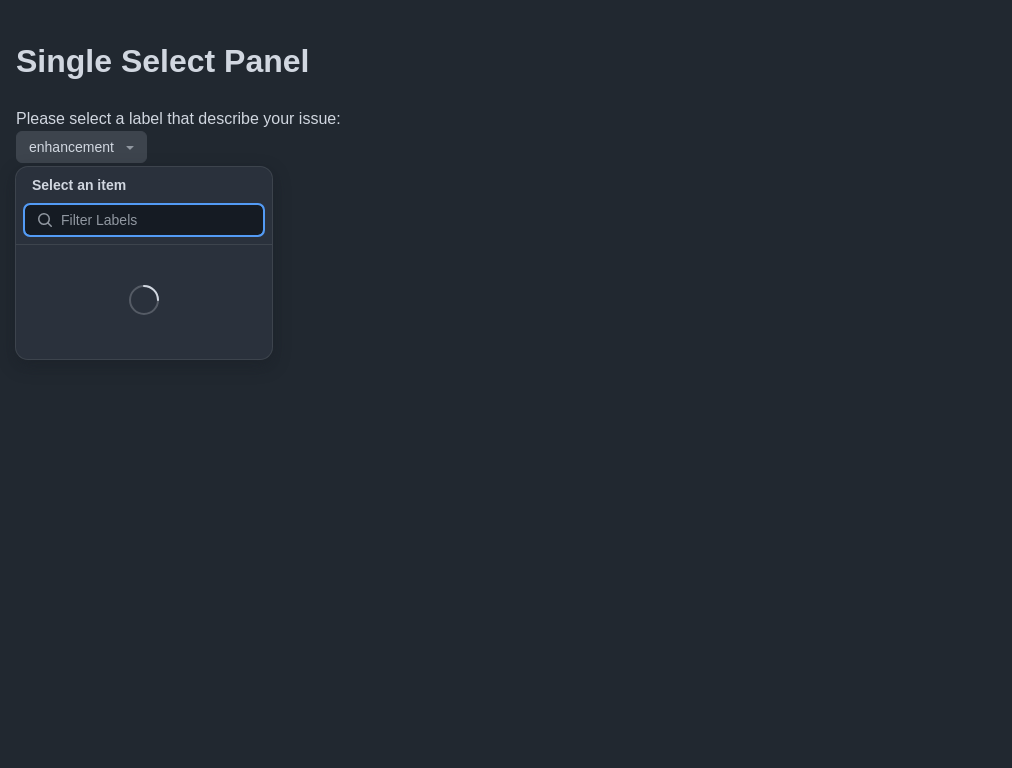 Single Select Panel
Please select a label that describe your issue:
enhancement
Select an item
Filter Labels